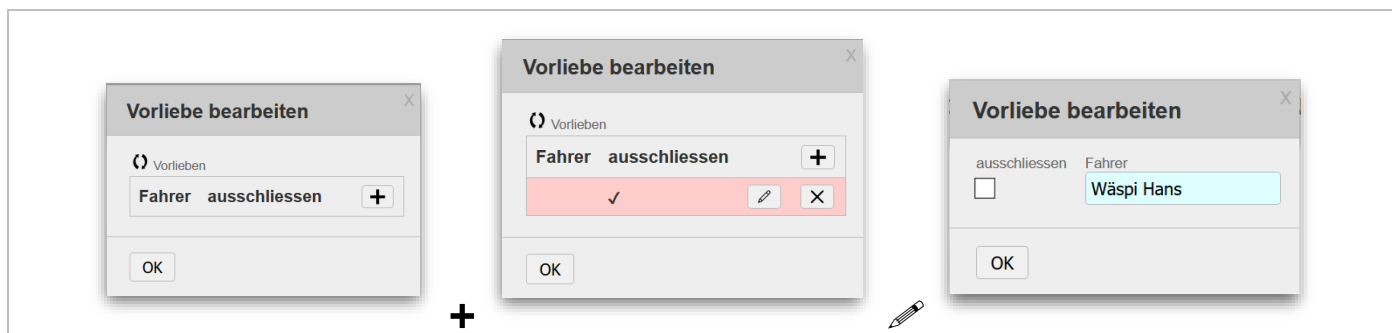 Vorliebe bearbeiten X
Vorlieben
Fahrer ausschliessen +
OK
+
Vorliebe bearbeiten X
Vorlieben
Fahrer ausschliessen +
✓ X
OK
Vorliebe bearbeiten X
ausschliessen Fahrer
Wäspi Hans
OK